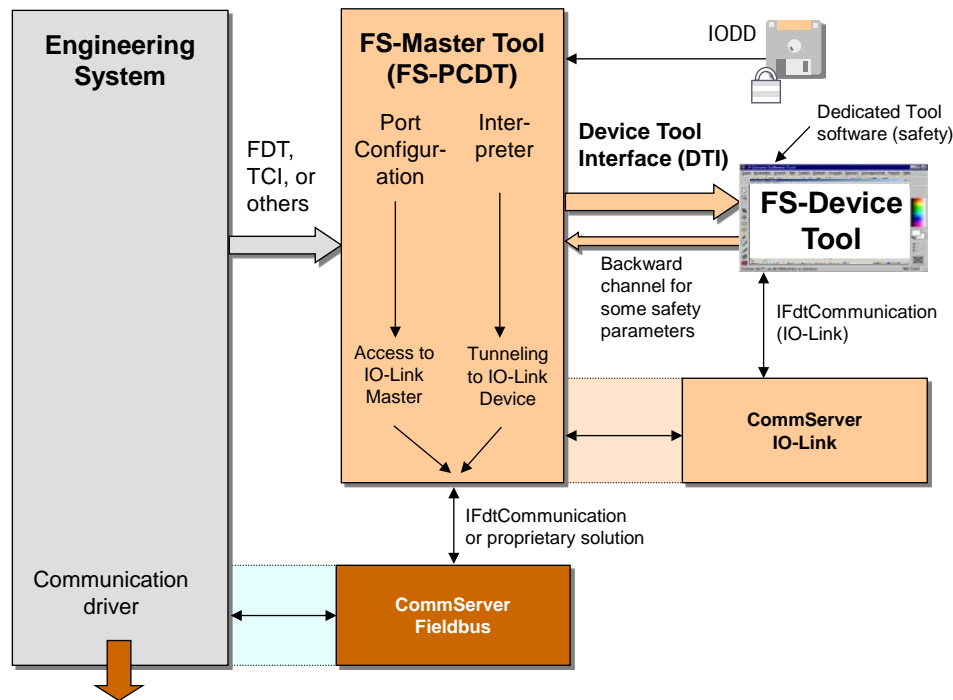 Engineering
System
FS-Master Tool
(FS-PCDT)
IODD
Port
Configur-
ation
Inter-
preter
FDT,
TCI, or
others
Device Tool
Interface (DTI)
Dedicated Tool
software (safety)
FS-Device
Tool
Backward
channel for
some safety
parameters
IFdtCommunication
(IO-Link)
Access to
IO-Link
Master
Tunneling
to IO-Link
Device
CommServer
IO-Link
IFdtCommunication
or proprietary solution
Communication
driver
CommServer
Fieldbus